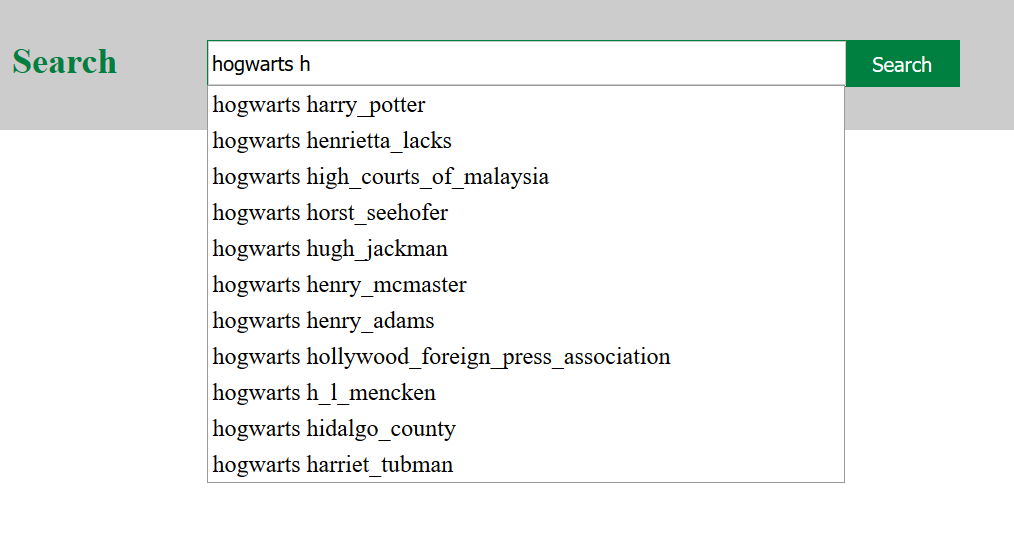 Search
hogwarts h
Search
hogwarts harry_potter
hogwarts henrietta_lacks
hogwarts high_courts_of_malaysia
hogwarts horst_seehofer
hogwarts hugh_jackman
hogwarts henry_mcmaster
hogwarts henry_adams
hogwarts hollywood_foreign_press_association
hogwarts h_l_mencken
hogwarts hidalgo_county
hogwarts harriet_tubman